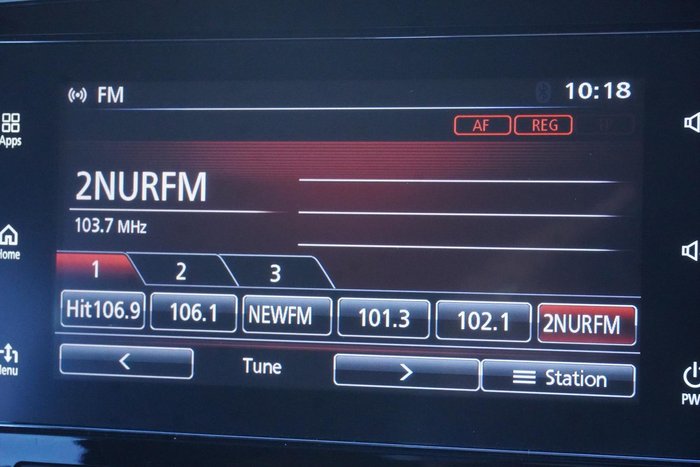 FM 10:18
AF REG
Apps
2NURFM
103.7 MHz
Home
1 2 3
Hit106.9 106.1 NEWFM 101.3 102.1 2NURFM
Menu
< Tune > Station
PW